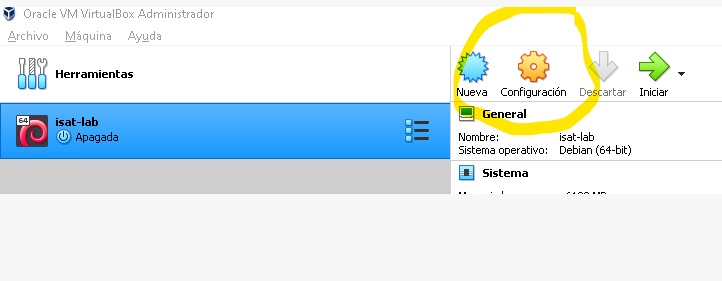 Oracle VM VirtualBox Administrador
Archivo Máquina Ayuda
Herramientas
Nueva Configuración Descartar Iniciar
64
isat-lab
Apagada
General
Nombre: isat-lab
Sistema operativo: Debian (64-bit)
Sistema